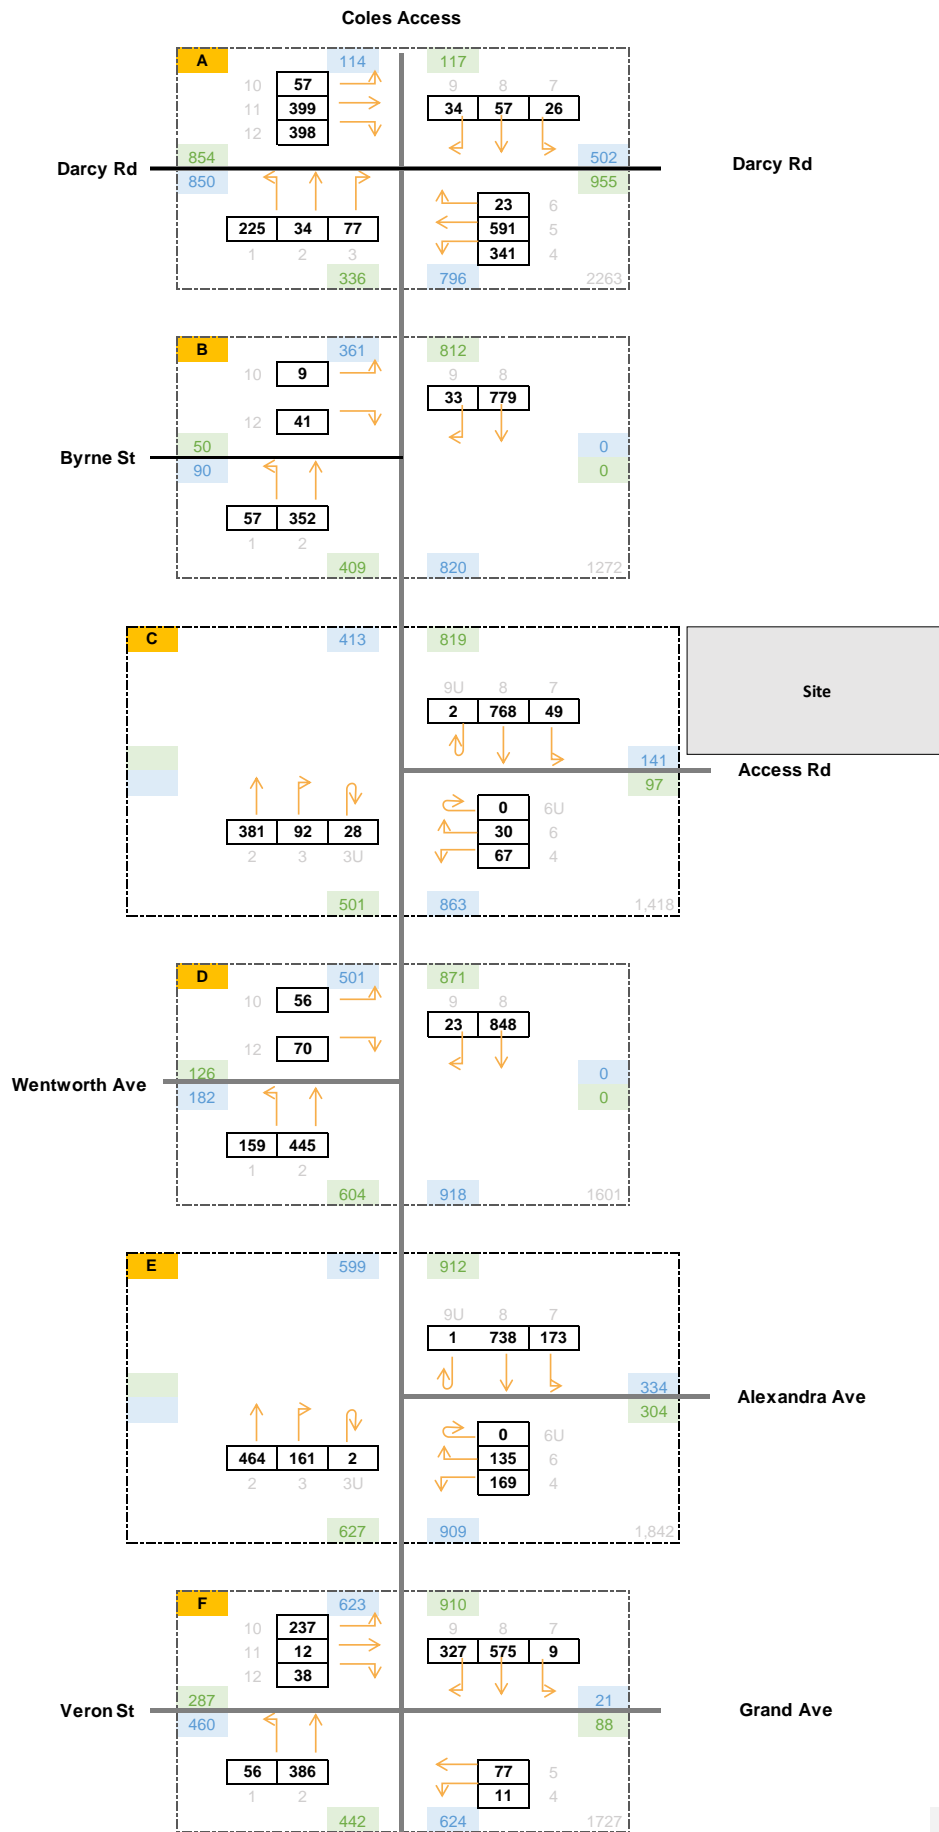 Coles Access
A 114 117
10 57 9 8 7
11 399 34 57 26
12 398
854 502
Darcy Rd Darcy Rd
850 955
23 6
225 34 77 591 5
1 2 3 341 4
336 796 2263
B 361 812
10 9 9 8
33 779
12 41
50 0
Byrne St
90 0
57 352
1 2
409 820 1272
C 413 819
9U 8 7 Site
2 768 49
141
Access Rd
97
0 6U
381 92 28 30 6
2 3 3U 67 4
501 863 1,418
D 501 871
10 56 9 8
23 848
12 70
126 0
Wentworth Ave
182 0
159 445
1 2
604 918 1601
E 599 912
9U 8 7
1 738 173
334
Alexandra Ave
304
0 6U
464 161 2 135 6
2 3 3U 169 4
627 909 1,842
F 623 910
10 237 9 8 7
11 12 327 575 9
12 38
287 21
Veron St Grand Ave
460 88
56 386 77 5
1 2 11 4
442 624 1727